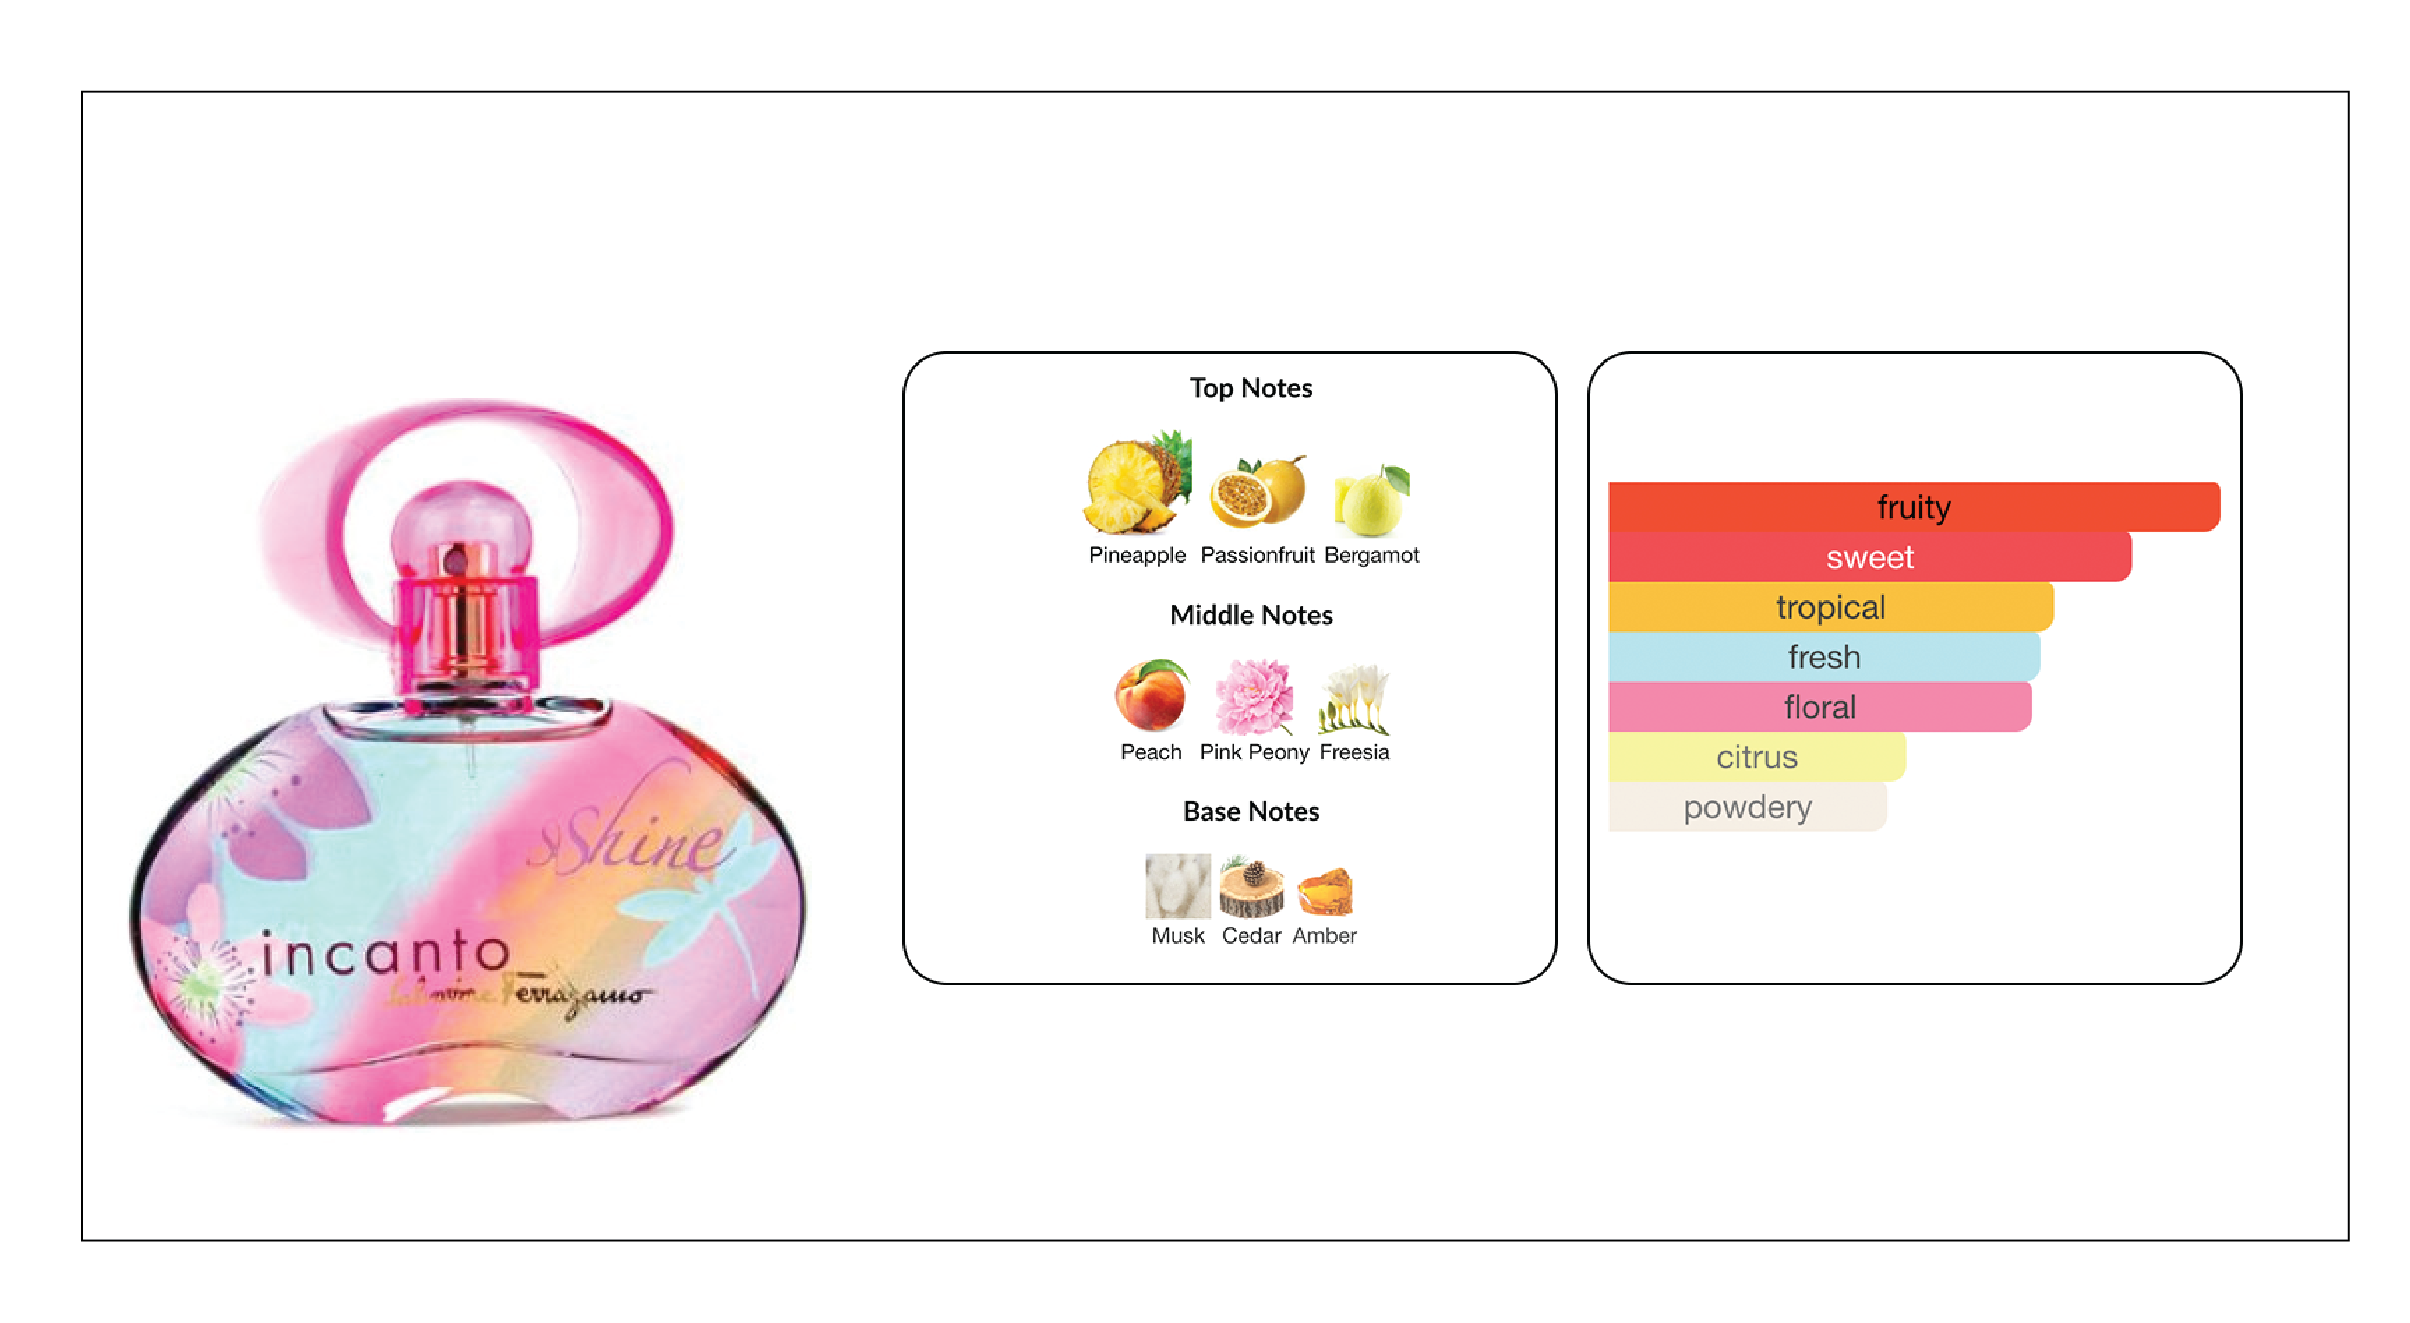 shine
incanto
Salvatore Ferragamo
Top Notes
Pineapple Passionfruit Bergamot
Middle Notes
Peach Pink Peony Freesia
Base Notes
Musk Cedar Amber
fruity
sweet
tropical
fresh
floral
citrus
powdery